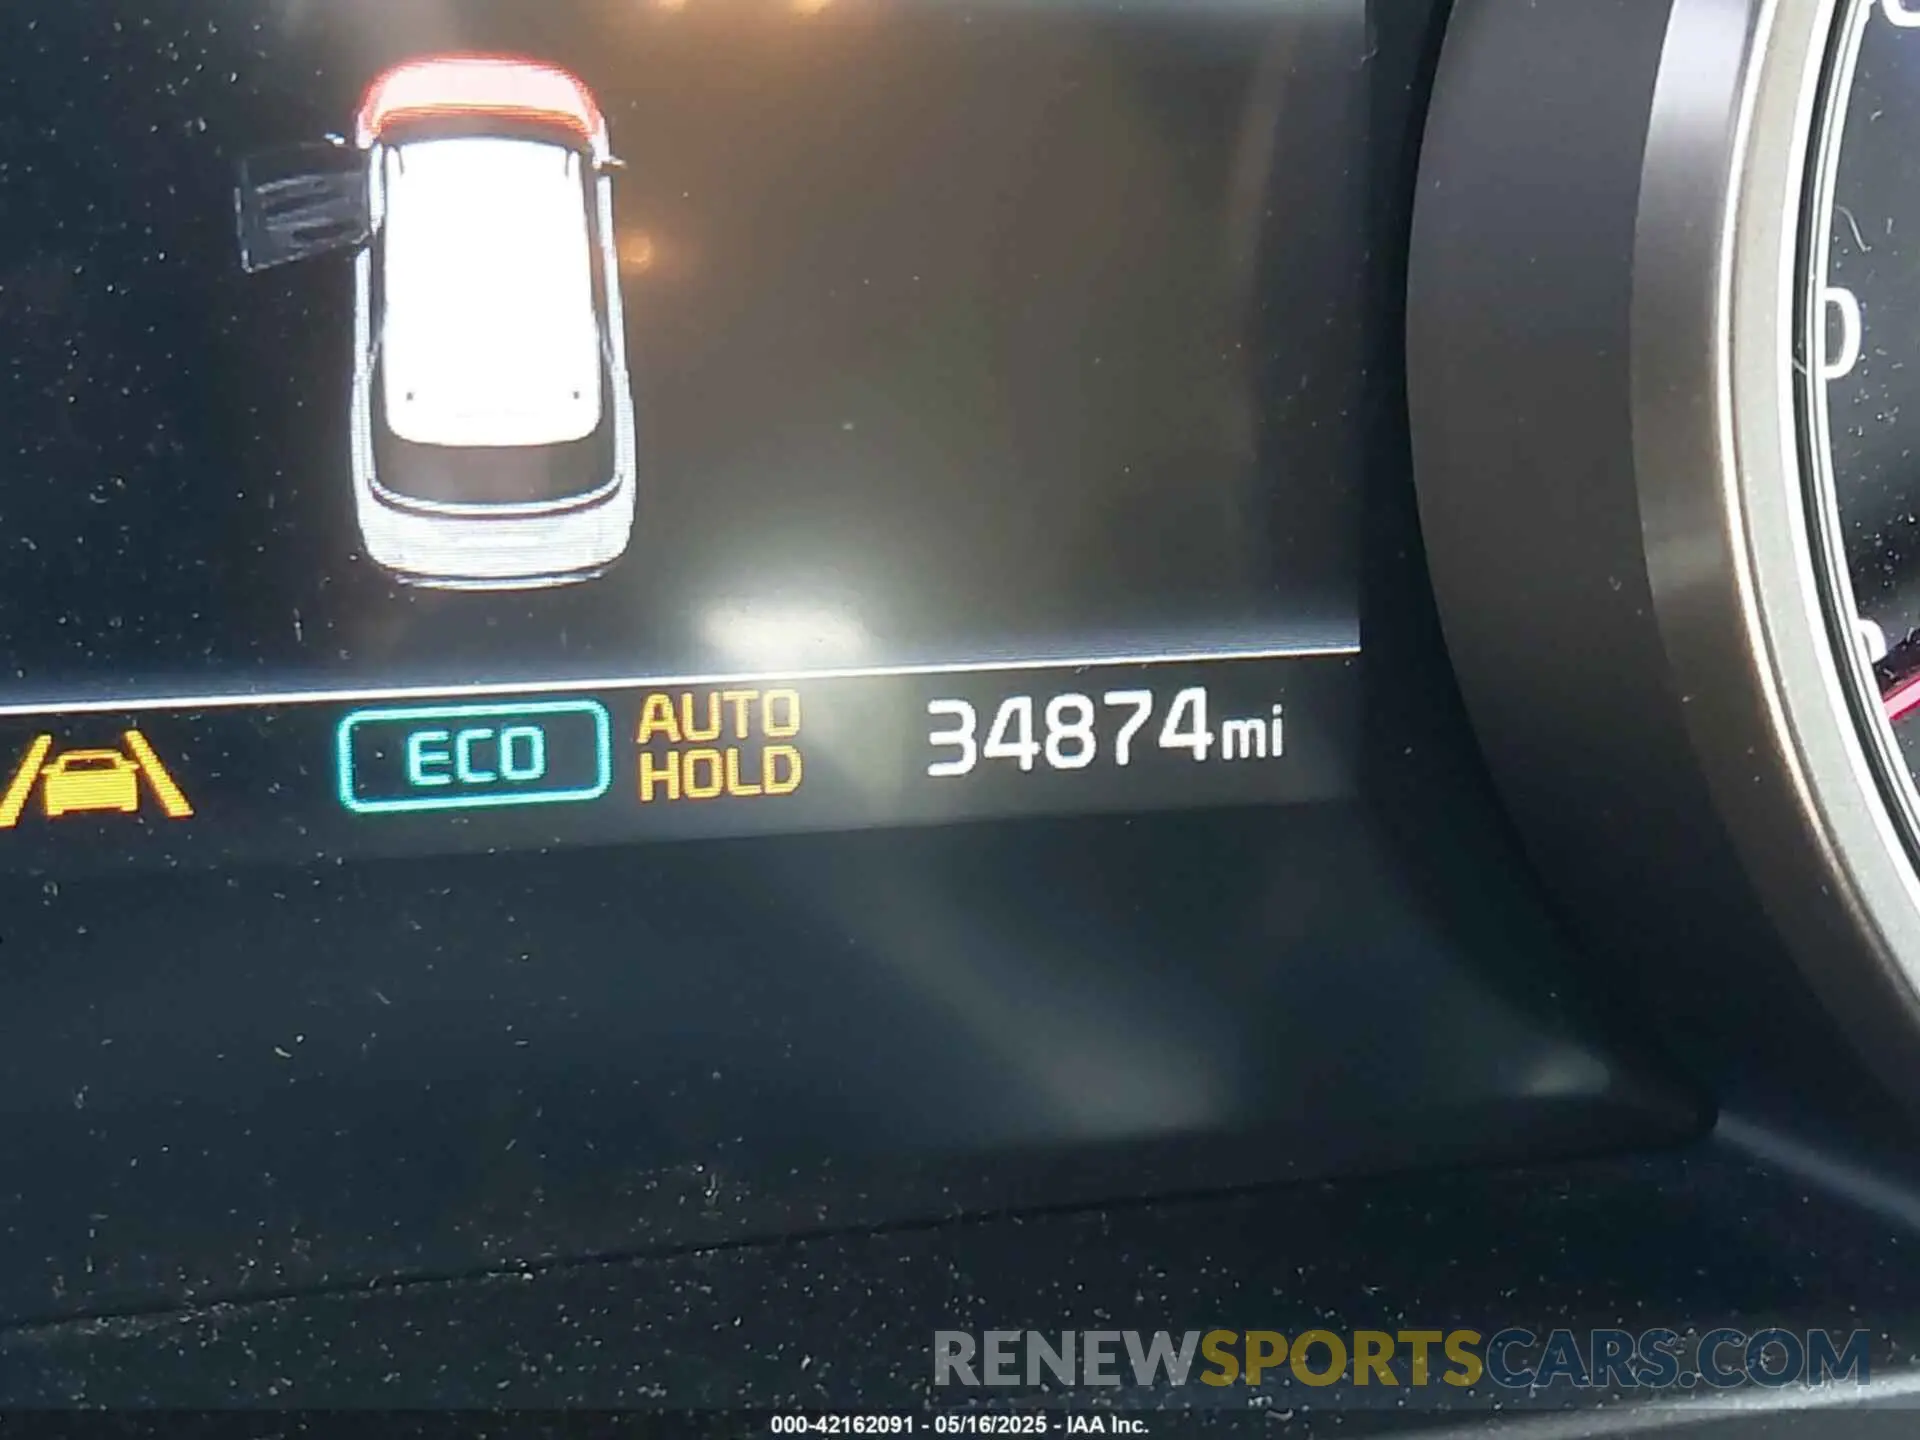 ECO
AUTO
HOLD
34874mi
RENEWSPORTSCARS.COM
000-42162091 - 05/16/2025 - IAA Inc.